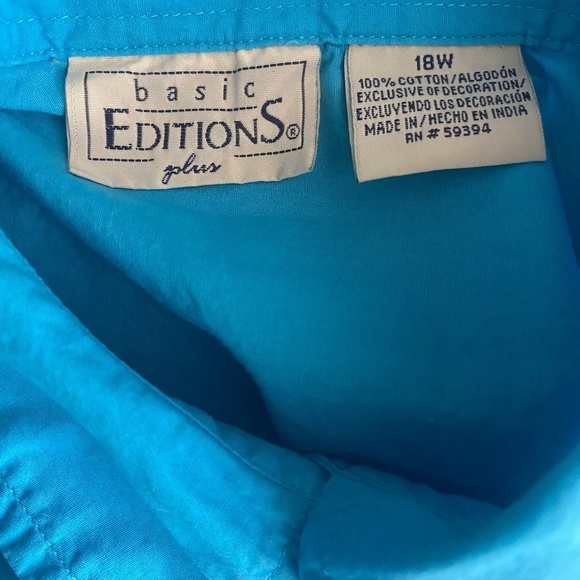 basic
EDITIONS®
plus
18W
100% COTTON/ALGODÓN
EXCLUSIVE OF DECORATION/
EXCLUYENDO LOS DECORACIÓN
MADE IN/HECHO EN INDIA
RN # 59394